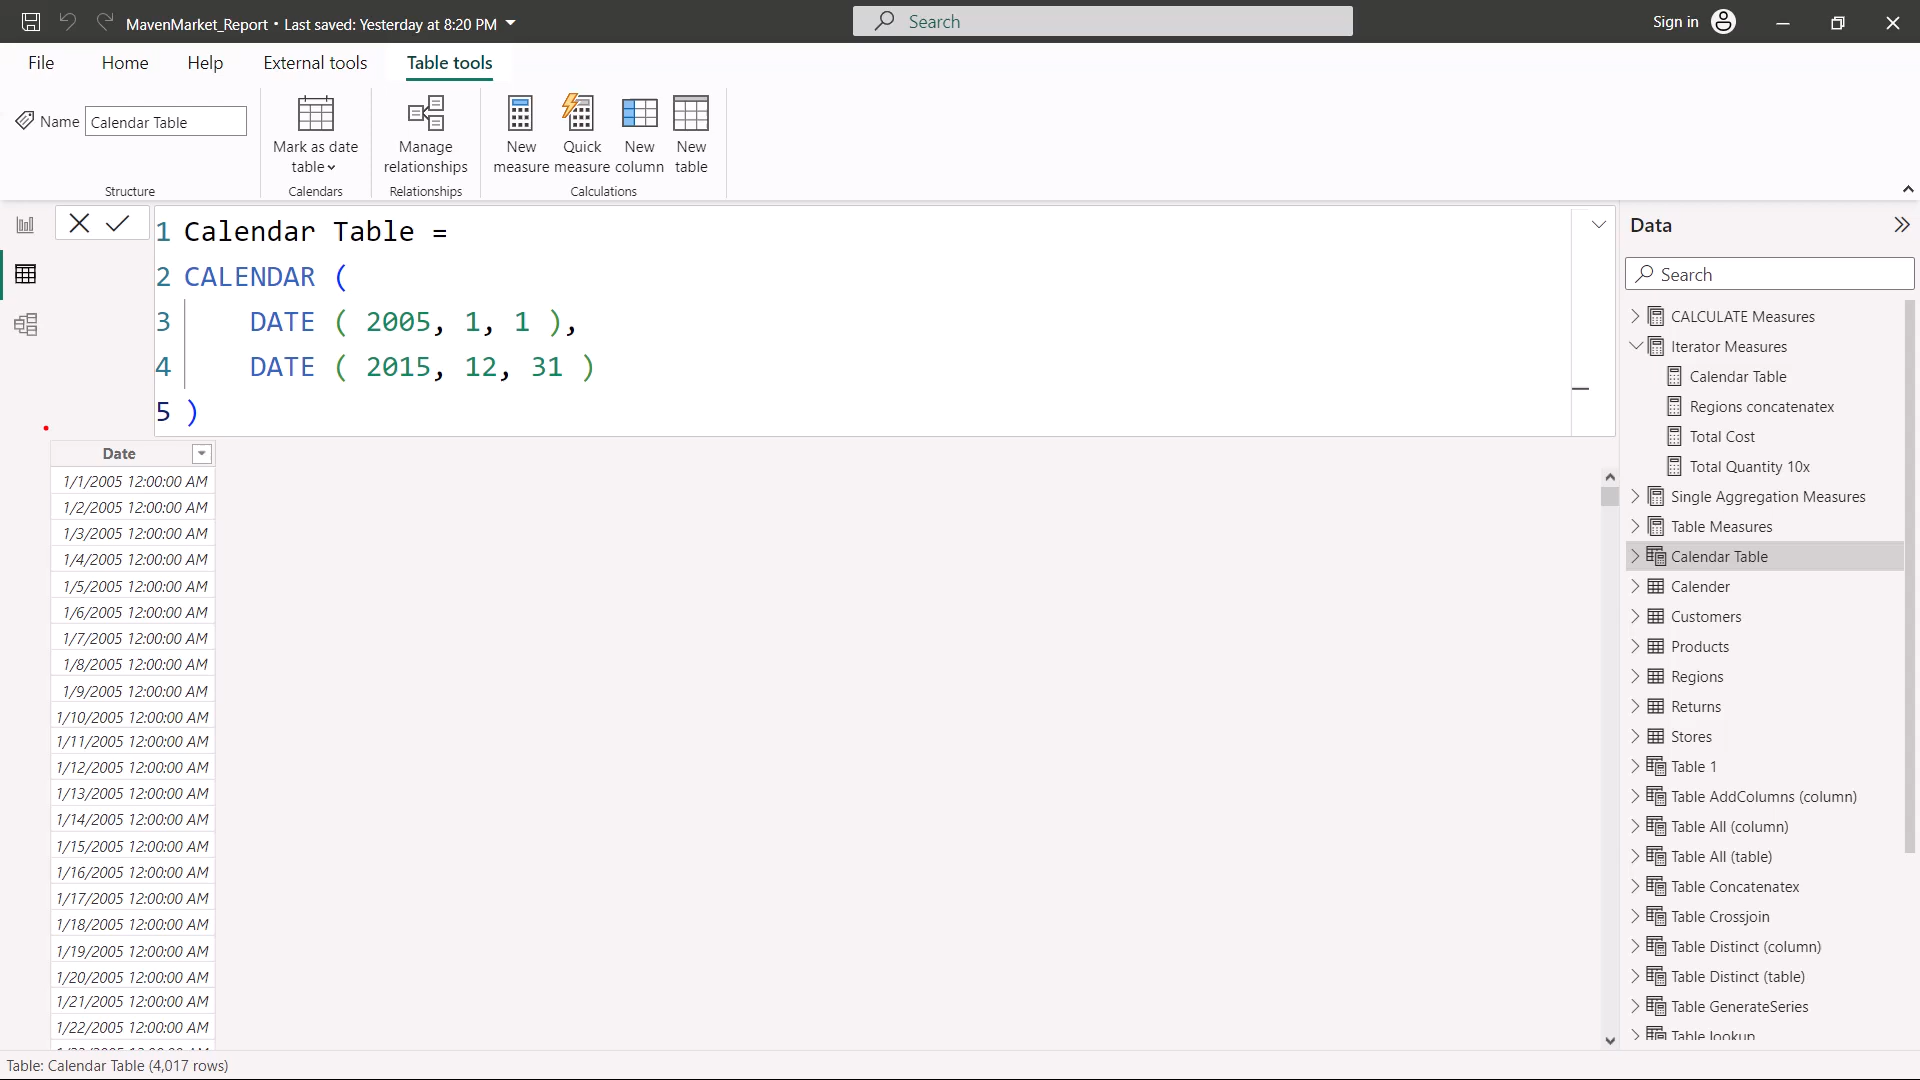 MavenMarket_Report • Last saved: Yesterday at 8:20 PM
Search
Sign in
File
Home
Help
External tools
Table tools
Name
Calendar Table
Structure
Mark as date
table
Calendars
Manage
relationships
Relationships
New
measure
Quick
measure
New
column
New
table
Calculations
1 Calendar Table =
2 CALENDAR (
3 DATE ( 2005, 1, 1 ),
4 DATE ( 2015, 12, 31 )
5 )
Date
1/1/2005 12:00:00 AM
1/2/2005 12:00:00 AM
1/3/2005 12:00:00 AM
1/4/2005 12:00:00 AM
1/5/2005 12:00:00 AM
1/6/2005 12:00:00 AM
1/7/2005 12:00:00 AM
1/8/2005 12:00:00 AM
1/9/2005 12:00:00 AM
1/10/2005 12:00:00 AM
1/11/2005 12:00:00 AM
1/12/2005 12:00:00 AM
1/13/2005 12:00:00 AM
1/14/2005 12:00:00 AM
1/15/2005 12:00:00 AM
1/16/2005 12:00:00 AM
1/17/2005 12:00:00 AM
1/18/2005 12:00:00 AM
1/19/2005 12:00:00 AM
1/20/2005 12:00:00 AM
1/21/2005 12:00:00 AM
1/22/2005 12:00:00 AM
Data
Search
CALCULATE Measures
Iterator Measures
Calendar Table
Regions concatenatex
Total Cost
Total Quantity 10x
Single Aggregation Measures
Table Measures
Calendar Table
Calender
Customers
Products
Regions
Returns
Stores
Table 1
Table AddColumns (column)
Table All (column)
Table All (table)
Table Concatenatex
Table Crossjoin
Table Distinct (column)
Table Distinct (table)
Table GenerateSeries
Table lookup
Table: Calendar Table (4,017 rows)